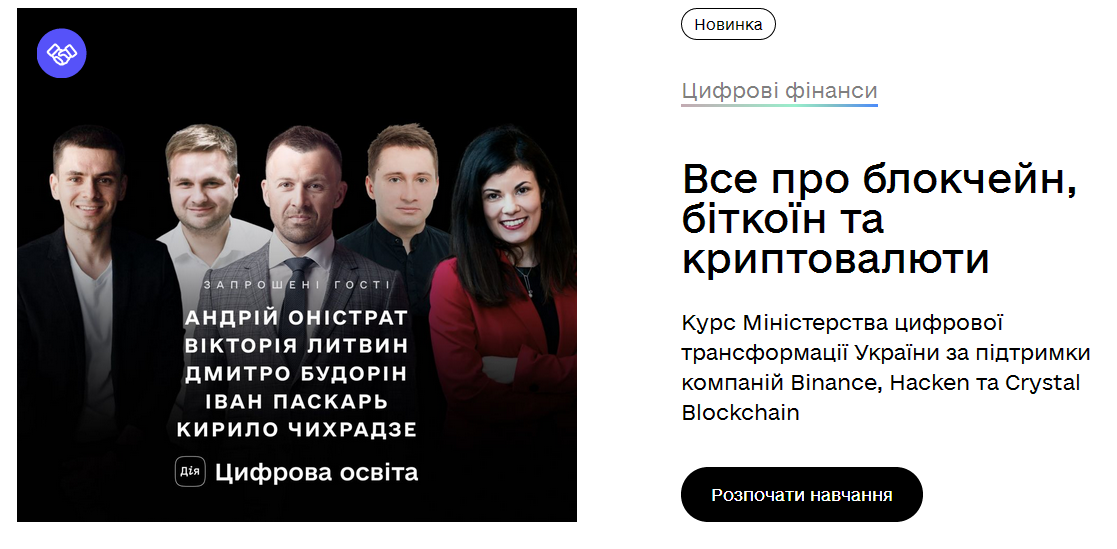 ЗАПРОШЕНІ ГОСТІ
АНДРІЙ ОНІСТРАТ
ВІКТОРІЯ ЛИТВИН
ДМИТРО БУДОРІН
ІВАН ПАСКАРЬ
КИРИЛО ЧИХРАДЗЕ
Дія Цифрова освіта
Новинка
Цифрові фінанси
Все про блокчейн,
біткоїн та
криптовалюти
Курс Міністерства цифрової
трансформації України за підтримки
компаній Binance, Hacken та Crystal
Blockchain
Розпочати навчання